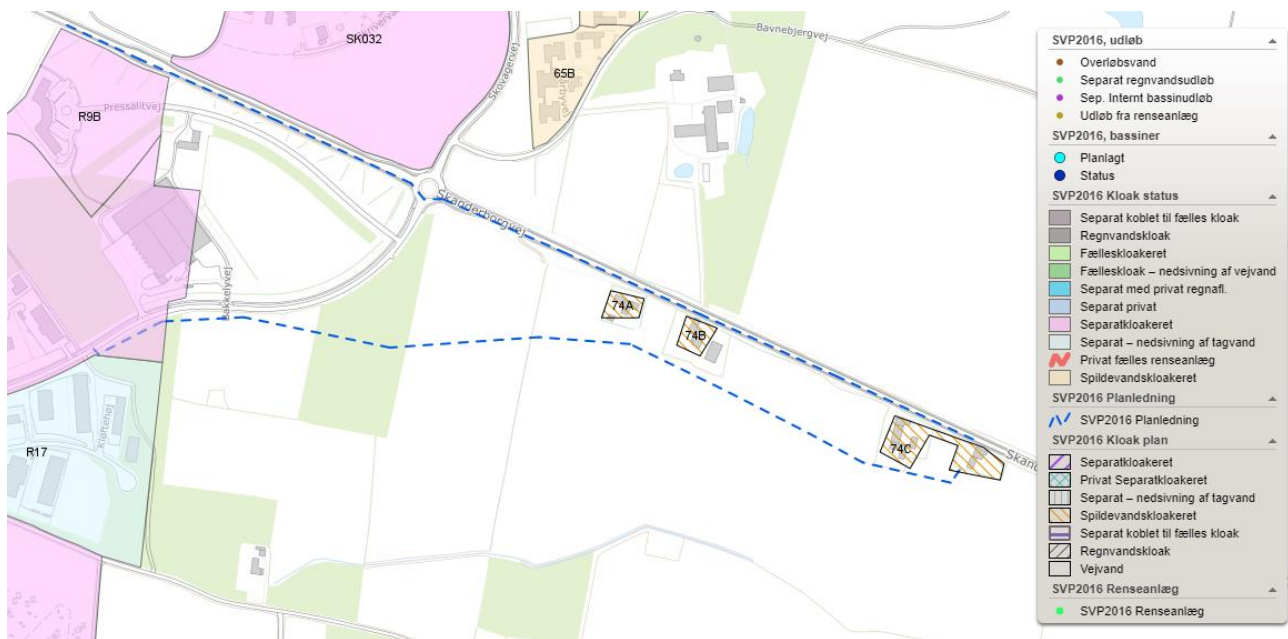 SK032
Skovagervej
65B
Bavnebjergvej
Pressalitvej
R9B
Skanderborgvej
Bakkelyvej
74A
74B
74C
R17
Kløftehøj
SVP2016, udløb
Overløbsvand
Separat regnvandsudløb
Sep. Internt bassinudløb
Udløb fra renseanlæg
SVP2016, bassiner
Planlagt
Status
SVP2016 Kloak status
Separat koblet til fælles kloak
Regnvandskloak
Fælleskloakeret
Fælleskloak – nedsivning af vejvand
Separat med privat regnafl.
Separat privat
Separatkloakeret
Separat – nedsivning af tagvand
Privat fælles renseanlæg
Spildevandskloakeret
SVP2016 Planledning
SVP2016 Planledning
SVP2016 Kloak plan
Separatkloakeret
Privat Separatkloakeret
Separat – nedsivning af tagvand
Spildevandskloakeret
Separat koblet til fælles kloak
Regnvandskloak
Vejvand
SVP2016 Renseanlæg
SVP2016 Renseanlæg